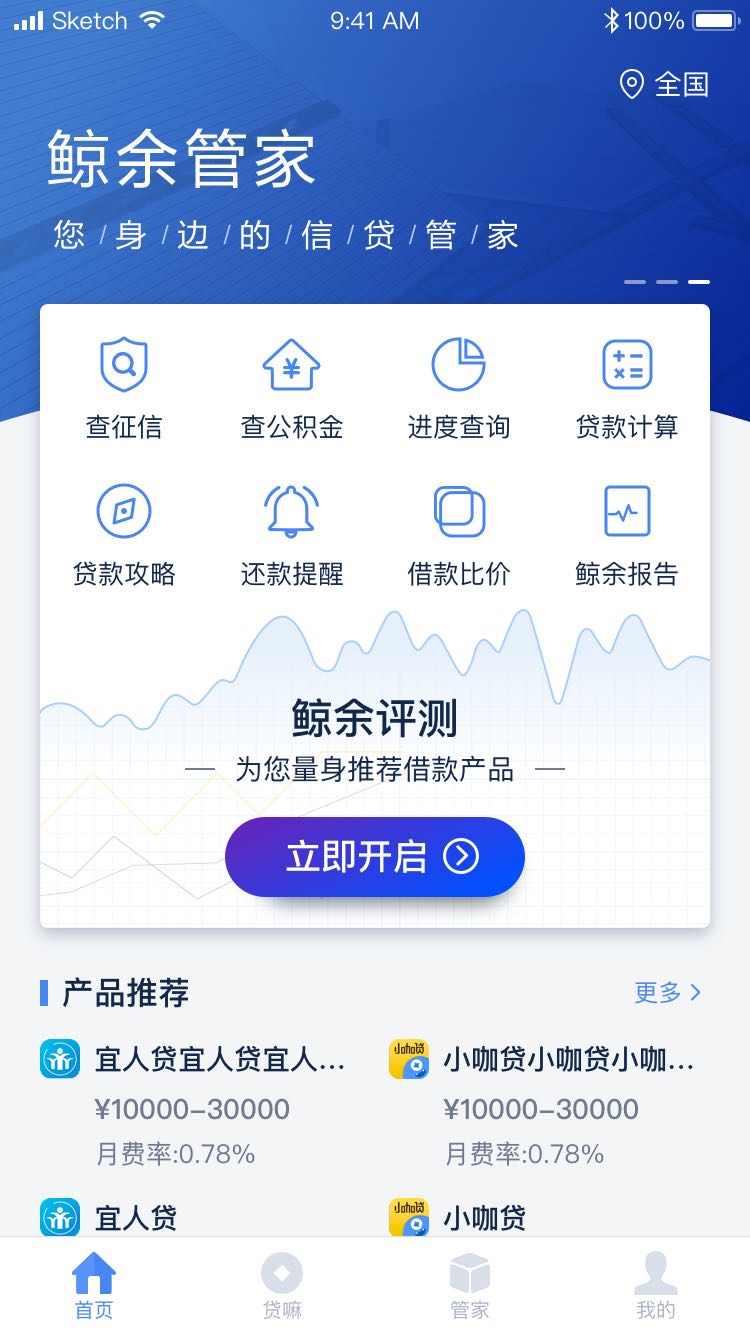 Sketch 9:41 AM 100%
全国
鲸余管家
您 / 身 / 边 / 的 / 信 / 贷 / 管 / 家
查征信 查公积金 进度查询 贷款计算
贷款攻略 还款提醒 借款比价 鲸余报告
鲸余评测
— 为您量身推荐借款产品 —
立即开启
产品推荐 更多
宜人贷宜人贷宜人... 小咖贷小咖贷小咖...
¥10000–30000 ¥10000–30000
月费率:0.78% 月费率:0.78%
宜人贷 小咖贷
首页 贷嘛 管家 我的